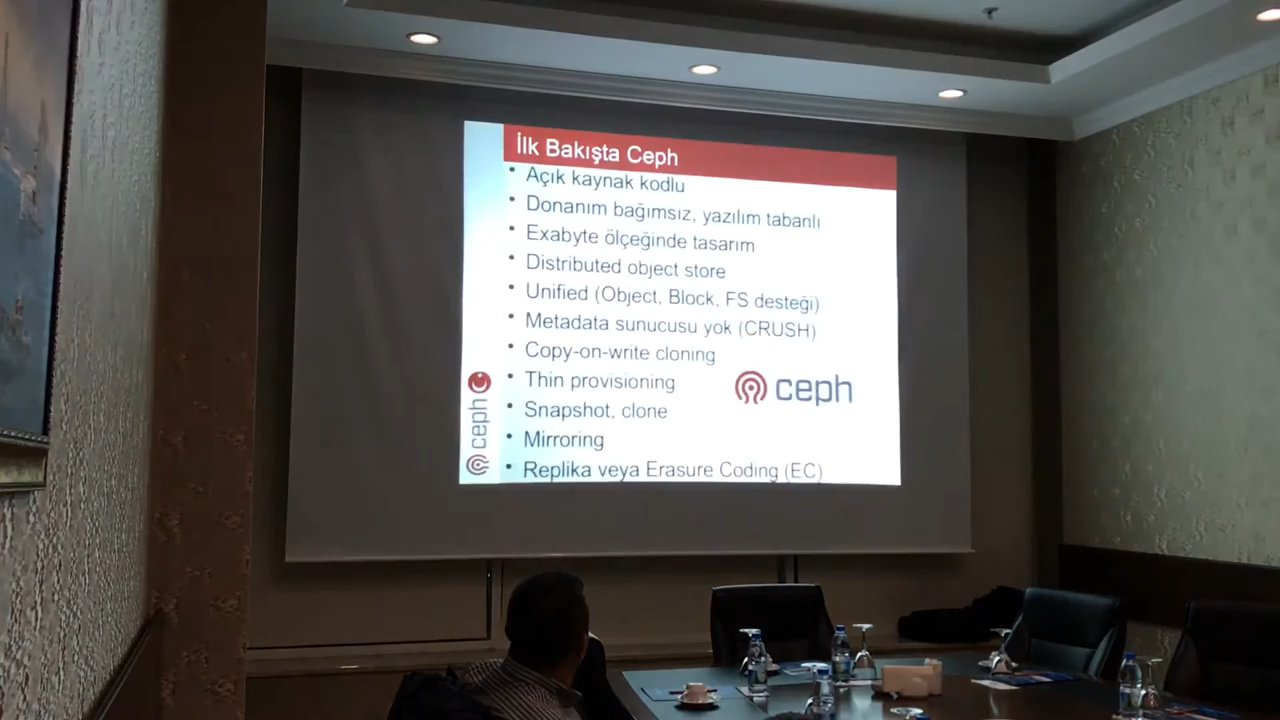 İlk Bakışta Ceph
• Açık kaynak kodlu
• Donanım bağımsız, yazılım tabanlı
• Exabyte ölçeğinde tasarım
• Distributed object store
• Unified (Object, Block, FS desteği)
• Metadata sunucusu yok (CRUSH)
• Copy-on-write cloning
• Thin provisioning
• Snapshot, clone
• Mirroring
• Replika veya Erasure Coding (EC)
ceph
ceph